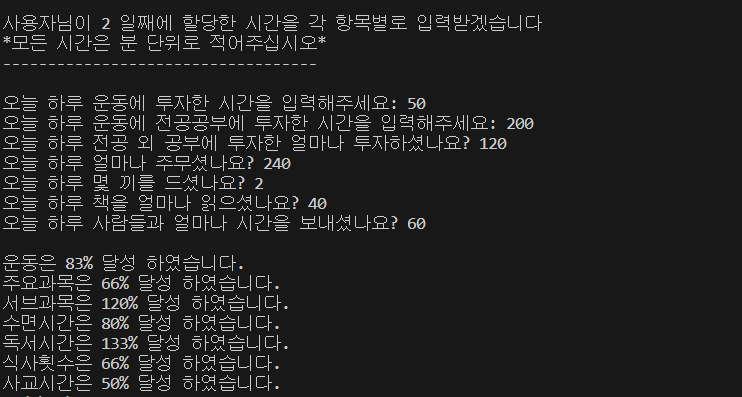 사용자님이 2 일째에 할당한 시간을 각 항목별로 입력받겠습니다
*모든 시간은 분 단위로 적어주십시오*
-----------------------------------
오늘 하루 운동에 투자한 시간을 입력해주세요: 50
오늘 하루 운동에 전공공부에 투자한 시간을 입력해주세요: 200
오늘 하루 전공 외 공부에 투자한 얼마나 투자하셨나요? 120
오늘 하루 얼마나 주무셨나요? 240
오늘 하루 몇 끼를 드셨나요? 2
오늘 하루 책을 얼마나 읽으셨나요? 40
오늘 하루 사람들과 얼마나 시간을 보내셨나요? 60
운동은 83% 달성 하였습니다.
주요과목은 66% 달성 하였습니다.
서브과목은 120% 달성 하였습니다.
수면시간은 80% 달성 하였습니다.
독서시간은 133% 달성 하였습니다.
식사횟수은 66% 달성 하였습니다.
사교시간은 50% 달성 하였습니다.